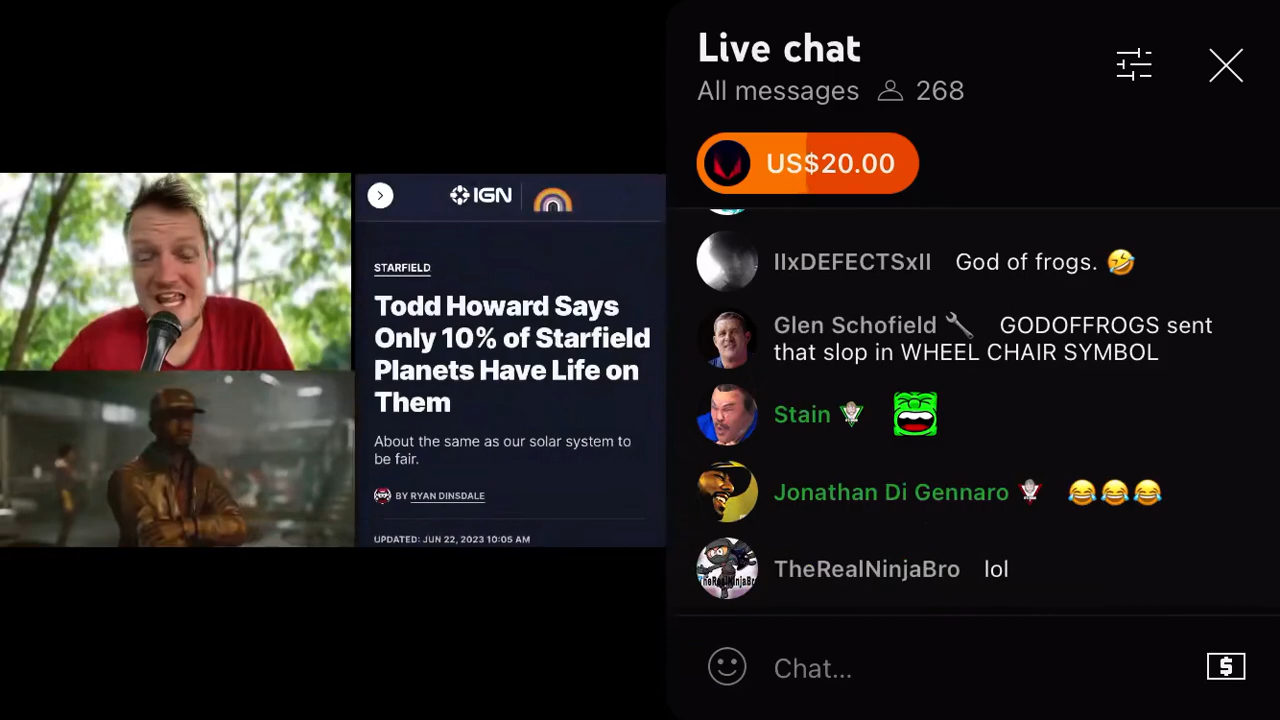 IGN
STARFIELD
Todd Howard Says
Only 10% of Starfield
Planets Have Life on
Them
About the same as our solar system to
be fair.
BY RYAN DINSDALE
UPDATED: JUN 22, 2023 10:05 AM
Live chat
All messages 268
US$20.00
IIxDEFECTSxII God of frogs. 🤣
Glen Schofield 🔧 GODOFFROGS sent
that slop in WHEEL CHAIR SYMBOL
Stain
Jonathan Di Gennaro 😂😂😂
TheRealNinjaBro
TheRealNinjaBro lol
Chat...
$